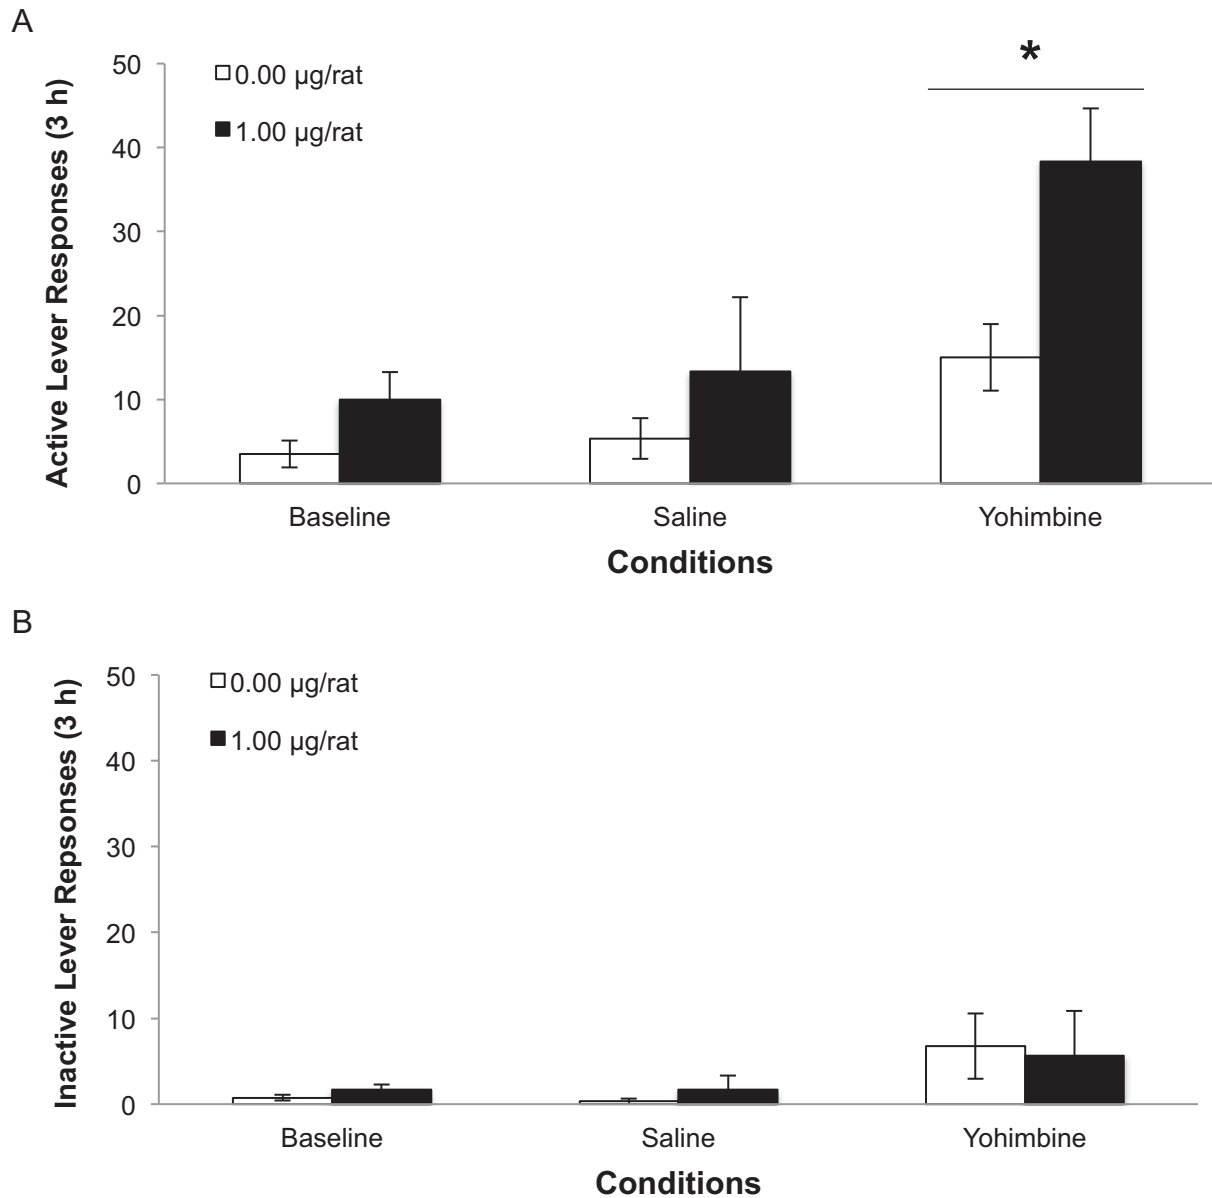 A
*
50
0.00 µg/rat
1.00 µg/rat
40
30
20
10
0
Active Lever Responses (3 h)
Baseline Saline Yohimbine
Conditions
B
50
0.00 µg/rat
1.00 µg/rat
40
30
20
10
0
Inactive Lever Repsonses (3 h)
Baseline Saline Yohimbine
Conditions